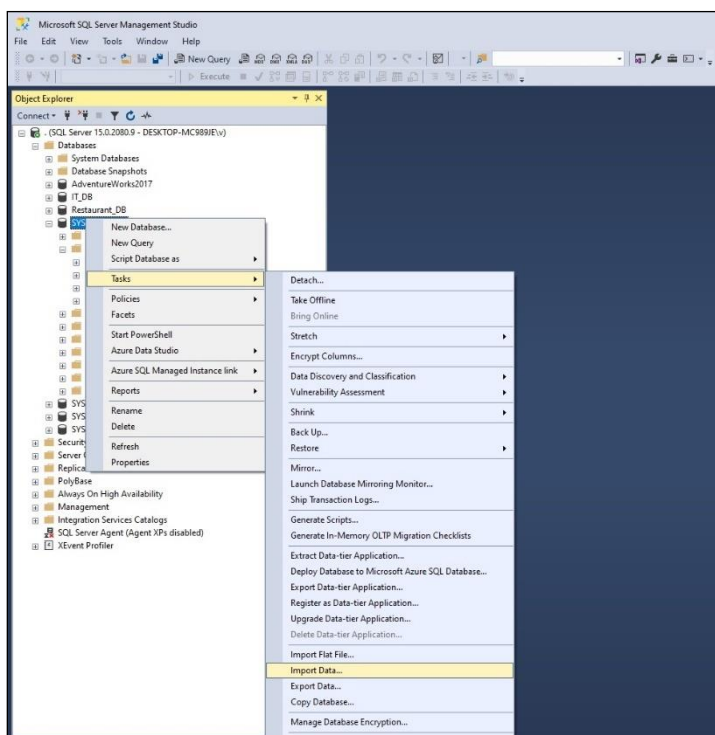 Microsoft SQL Server Management Studio
File Edit View Tools Window Help
New Query
Execute
Object Explorer
Connect
. (SQL Server 15.0.2080.9 - DESKTOP-MC989JE\v)
Databases
System Databases
Database Snapshots
AdventureWorks2017
IT_DB
Restaurant_DB
SYS
New Database...
New Query
Script Database as
Tasks
Policies
Facets
Start PowerShell
Azure Data Studio
Azure SQL Managed Instance link
Reports
Rename
Delete
Refresh
Properties
SYS
SYS
SYS
Security
Server
Replica
PolyBase
Always On High Availability
Management
Integration Services Catalogs
SQL Server Agent (Agent XPs disabled)
XEvent Profiler
Detach...
Take Offline
Bring Online
Stretch
Encrypt Columns...
Data Discovery and Classification
Vulnerability Assessment
Shrink
Back Up...
Restore
Mirror...
Launch Database Mirroring Monitor...
Ship Transaction Logs...
Generate Scripts...
Generate In-Memory OLTP Migration Checklists
Extract Data-tier Application...
Deploy Database to Microsoft Azure SQL Database...
Export Data-tier Application...
Register as Data-tier Application...
Upgrade Data-tier Application...
Delete Data-tier Application...
Import Flat File...
Import Data...
Export Data...
Copy Database...
Manage Database Encryption...